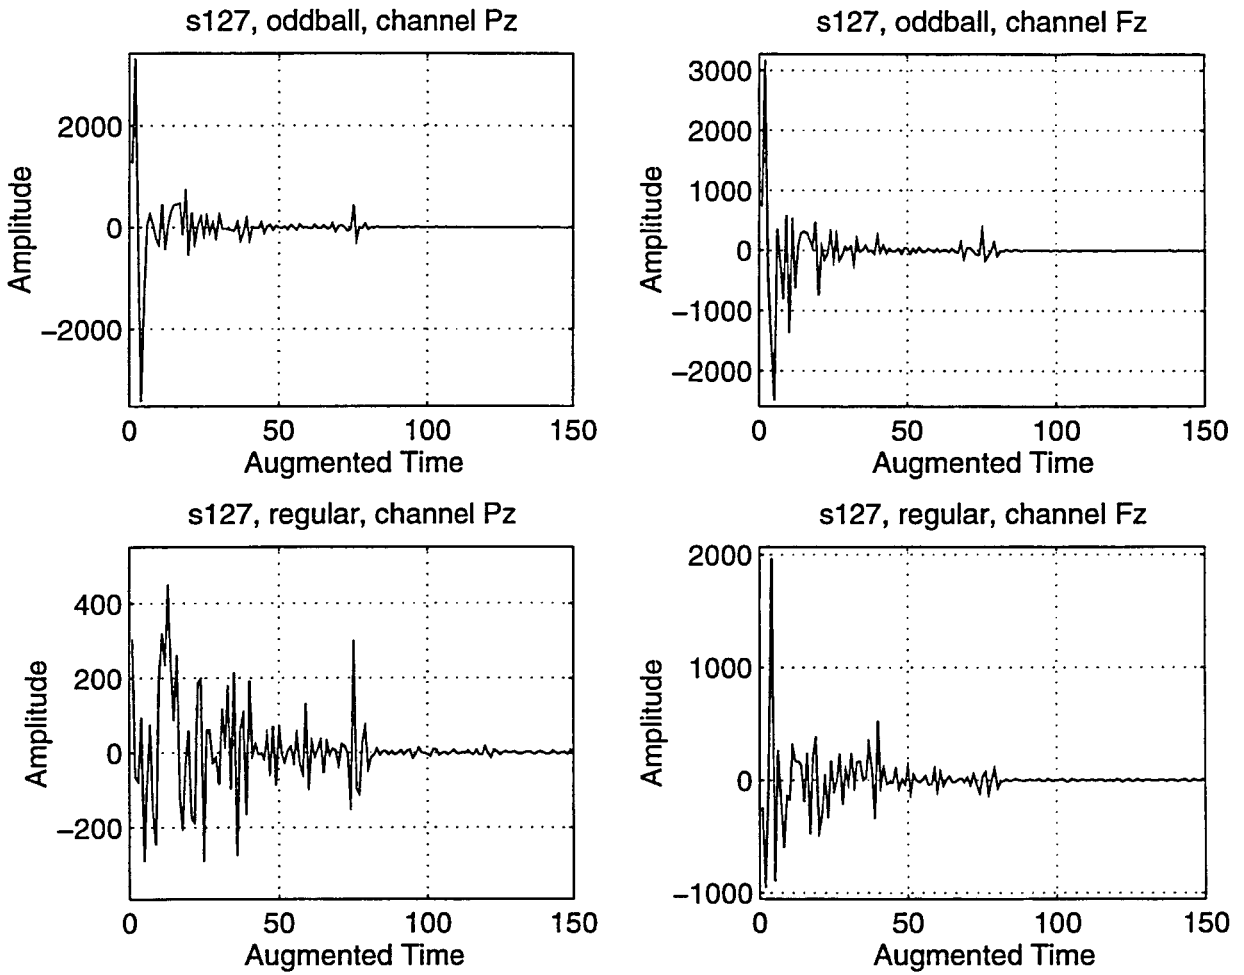 s127, oddball, channel Pz
Amplitude
2000
0
−2000
0 50 100 150
Augmented Time
s127, oddball, channel Fz
Amplitude
3000
2000
1000
0
−1000
−2000
0 50 100 150
Augmented Time
s127, regular, channel Pz
Amplitude
400
200
0
−200
0 50 100 150
Augmented Time
s127, regular, channel Fz
Amplitude
2000
1000
0
−1000
0 50 100 150
Augmented Time